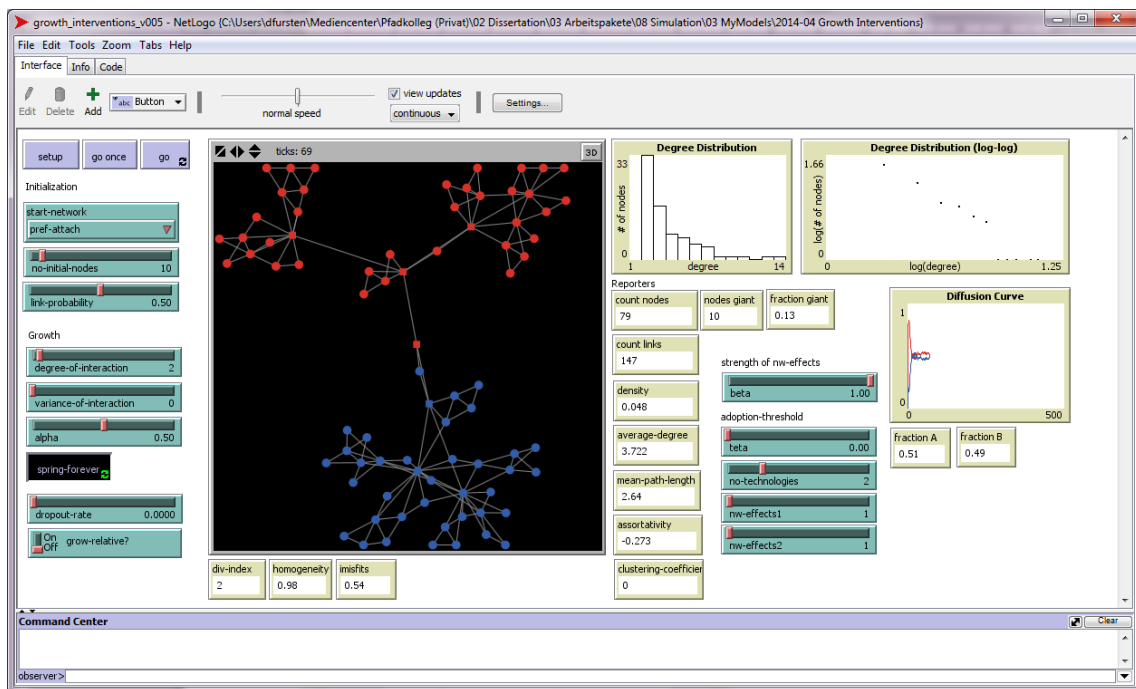 growth_interventions_v005 - NetLogo {C:\Users\dfursten\Mediencenter\Pfadkolleg (Privat)\02 Dissertation\03 Arbeitspakete\08 Simulation\03 MyModels\2014-04 Growth Interventions}
File Edit Tools Zoom Tabs Help
Interface Info Code
Edit Delete Add
abc Button
normal speed
view updates
continuous
Settings...
setup go once go
Initialization
start-network
pref-attach
no-initial-nodes 10
link-probability 0.50
Growth
degree-of-interaction 2
variance-of-interaction 0
alpha 0.50
spring-forever
dropout-rate 0.0000
On
Off
grow-relative?
ticks: 69 3D
div-index
2
homogeneity
0.98
imisfits
0.54
Degree Distribution
33
# of nodes
0
1 degree 14
Degree Distribution (log-log)
1.66
log(# of nodes)
0
0 log(degree) 1.25
Reporters
count nodes
79
nodes giant
10
fraction giant
0.13
count links
147
density
0.048
average-degree
3.722
mean-path-length
2.64
assortativity
-0.273
clustering-coefficier
0
strength of nw-effects
beta 1.00
adoption-threshold
teta 0.00
no-technologies 2
nw-effects1 1
nw-effects2 1
Diffusion Curve
1
0
0 500
fraction A
0.51
fraction B
0.49
Command Center
Clear
observer>